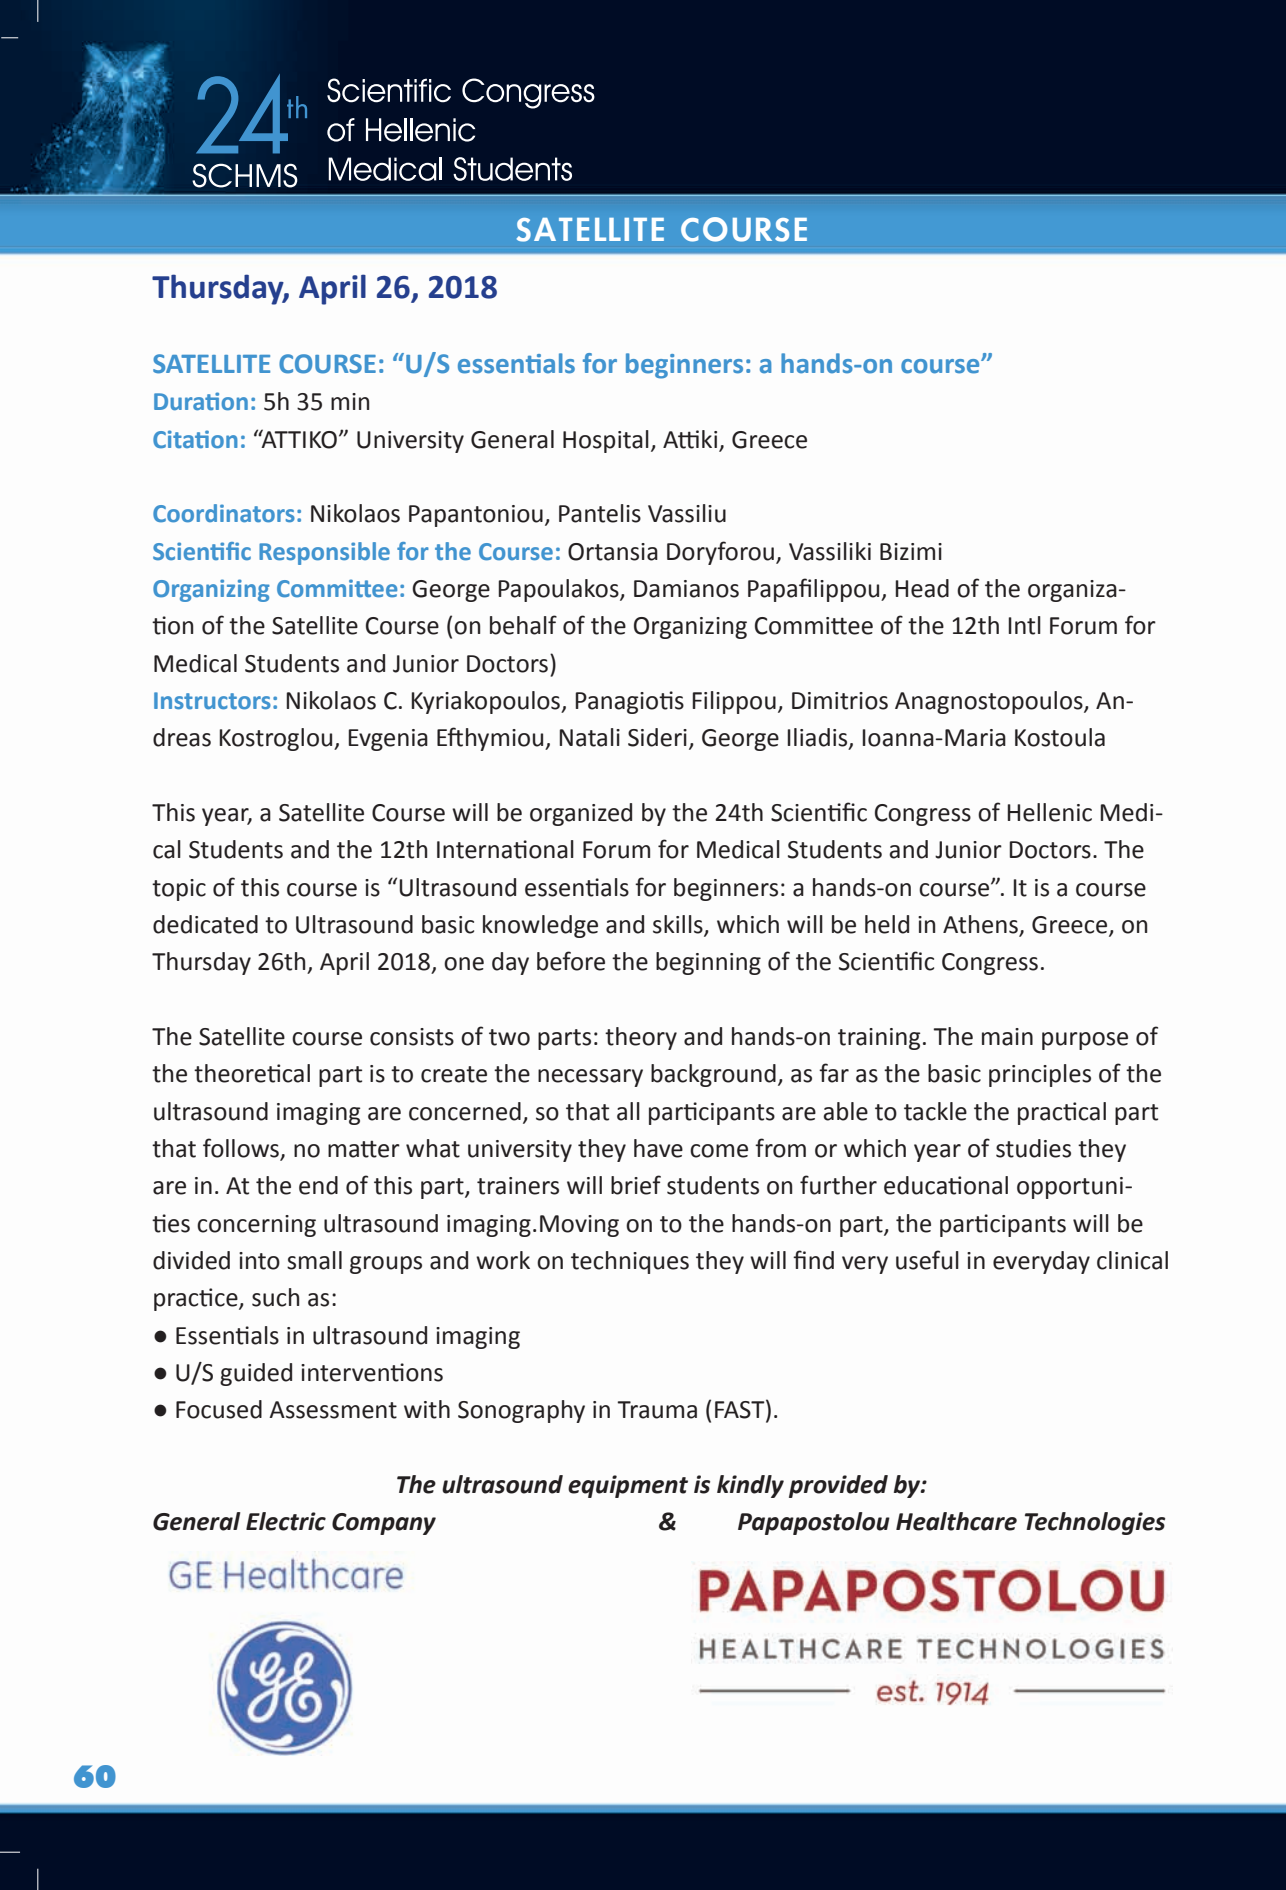 24th
SCHMS
Scientific Congress
of Hellenic
Medical Students
SATELLITE COURSE
Thursday, April 26, 2018
SATELLITE COURSE: “U/S essentials for beginners: a hands-on course”
Duration: 5h 35 min
Citation: “ATTIKO” University General Hospital, Attiki, Greece
Coordinators: Nikolaos Papantoniou, Pantelis Vassiliu
Scientific Responsible for the Course: Ortansia Doryforou, Vassiliki Bizimi
Organizing Committee: George Papoulakos, Damianos Papafilippou, Head of the organiza-
tion of the Satellite Course (on behalf of the Organizing Committee of the 12th Intl Forum for
Medical Students and Junior Doctors)
Instructors: Nikolaos C. Kyriakopoulos, Panagiotis Filippou, Dimitrios Anagnostopoulos, An-
dreas Kostroglou, Evgenia Efthymiou, Natali Sideri, George Iliadis, Ioanna-Maria Kostoula
This year, a Satellite Course will be organized by the 24th Scientific Congress of Hellenic Medi-
cal Students and the 12th International Forum for Medical Students and Junior Doctors. The
topic of this course is “Ultrasound essentials for beginners: a hands-on course”. It is a course
dedicated to Ultrasound basic knowledge and skills, which will be held in Athens, Greece, on
Thursday 26th, April 2018, one day before the beginning of the Scientific Congress.
The Satellite course consists of two parts: theory and hands-on training. The main purpose of
the theoretical part is to create the necessary background, as far as the basic principles of the
ultrasound imaging are concerned, so that all participants are able to tackle the practical part
that follows, no matter what university they have come from or which year of studies they
are in. At the end of this part, trainers will brief students on further educational opportuni-
ties concerning ultrasound imaging.Moving on to the hands-on part, the participants will be
divided into small groups and work on techniques they will find very useful in everyday clinical
practice, such as:
● Essentials in ultrasound imaging
● U/S guided interventions
● Focused Assessment with Sonography in Trauma (FAST).
The ultrasound equipment is kindly provided by:
General Electric Company & Papapostolou Healthcare Technologies
GE Healthcare
GE
PAPAPOSTOLOU
HEALTHCARE TECHNOLOGIES
est. 1914
60